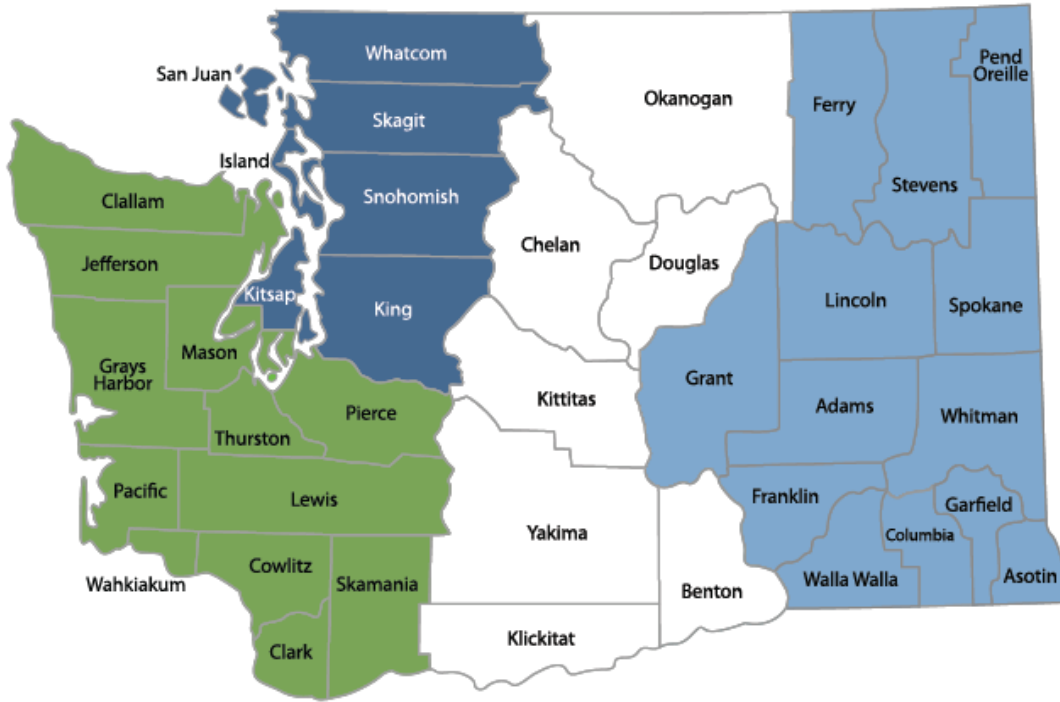 Whatcom
San Juan
Pend
Oreille
Okanogan
Ferry
Skagit
Island
Stevens
Snohomish
Clallam
Chelan
Douglas
Jefferson
Kitsap
Lincoln
Spokane
King
Mason
Grays
Harbor
Grant
Kittitas
Adams
Whitman
Pierce
Thurston
Pacific
Lewis
Franklin
Garfield
Yakima
Columbia
Cowlitz
Wahkiakum
Skamania
Benton
Walla Walla
Asotin
Klickitat
Clark